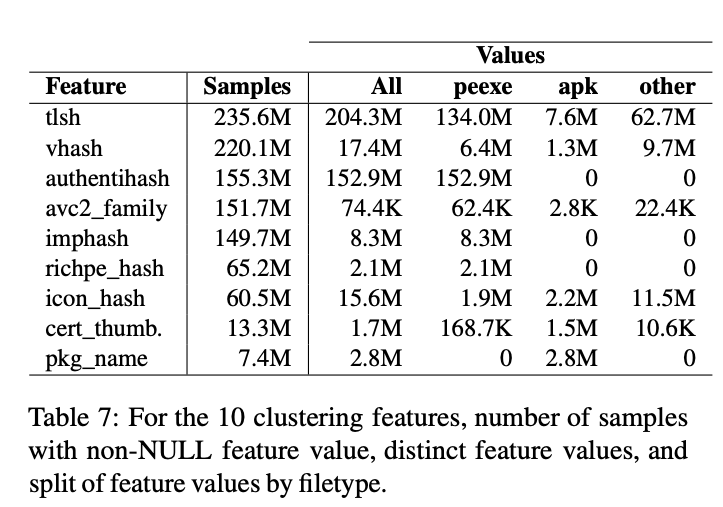 Values
Feature Samples All peexe apk other
tlsh 235.6M 204.3M 134.0M 7.6M 62.7M
vhash 220.1M 17.4M 6.4M 1.3M 9.7M
authentihash 155.3M 152.9M 152.9M 0 0
avc2_family 151.7M 74.4K 62.4K 2.8K 22.4K
imphash 149.7M 8.3M 8.3M 0 0
richpe_hash 65.2M 2.1M 2.1M 0 0
icon_hash 60.5M 15.6M 1.9M 2.2M 11.5M
cert_thumb. 13.3M 1.7M 168.7K 1.5M 10.6K
pkg_name 7.4M 2.8M 0 2.8M 0
Table 7: For the 10 clustering features, number of samples
with non-NULL feature value, distinct feature values, and
split of feature values by filetype.